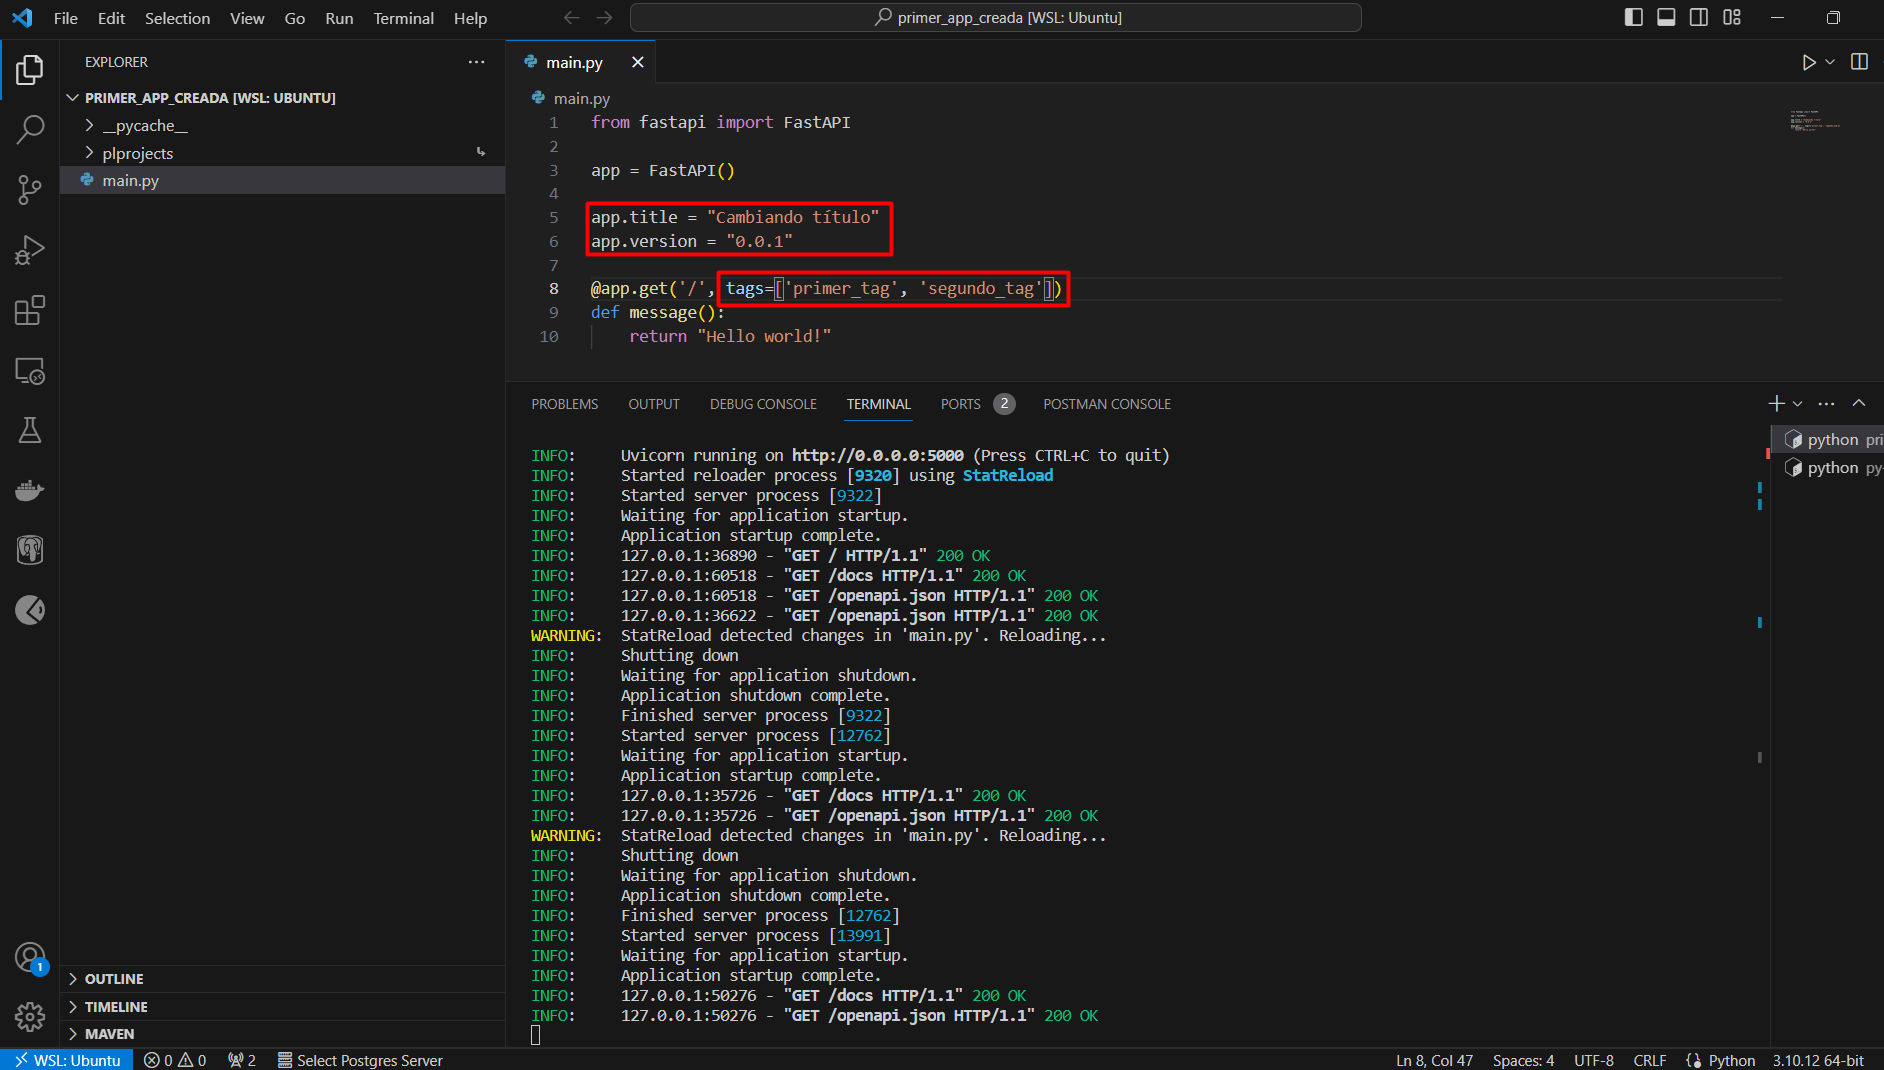 File Edit Selection View Go Run Terminal Help
primer_app_creada [WSL: Ubuntu]
EXPLORER
PRIMER_APP_CREADA [WSL: UBUNTU]
__pycache__
plprojects
main.py
main.py
main.py
1 from fastapi import FastAPI
2
3 app = FastAPI()
4
5 app.title = "Cambiando título"
6 app.version = "0.0.1"
7
8 @app.get('/', tags=['primer_tag', 'segundo_tag'])
9 def message():
10 return "Hello world!"
PROBLEMS OUTPUT DEBUG CONSOLE TERMINAL PORTS 2 POSTMAN CONSOLE
INFO: Uvicorn running on http://0.0.0.0:5000 (Press CTRL+C to quit)
INFO: Started reloader process [9320] using StatReload
INFO: Started server process [9322]
INFO: Waiting for application startup.
INFO: Application startup complete.
INFO: 127.0.0.1:36890 - "GET / HTTP/1.1" 200 OK
INFO: 127.0.0.1:60518 - "GET /docs HTTP/1.1" 200 OK
INFO: 127.0.0.1:60518 - "GET /openapi.json HTTP/1.1" 200 OK
INFO: 127.0.0.1:36622 - "GET /openapi.json HTTP/1.1" 200 OK
WARNING: StatReload detected changes in 'main.py'. Reloading...
INFO: Shutting down
INFO: Waiting for application shutdown.
INFO: Application shutdown complete.
INFO: Finished server process [9322]
INFO: Started server process [12762]
INFO: Waiting for application startup.
INFO: Application startup complete.
INFO: 127.0.0.1:35726 - "GET /docs HTTP/1.1" 200 OK
INFO: 127.0.0.1:35726 - "GET /openapi.json HTTP/1.1" 200 OK
WARNING: StatReload detected changes in 'main.py'. Reloading...
INFO: Shutting down
INFO: Waiting for application shutdown.
INFO: Application shutdown complete.
INFO: Finished server process [12762]
INFO: Started server process [13991]
INFO: Waiting for application startup.
INFO: Application startup complete.
INFO: 127.0.0.1:50276 - "GET /docs HTTP/1.1" 200 OK
INFO: 127.0.0.1:50276 - "GET /openapi.json HTTP/1.1" 200 OK
python pri
python py-
1
OUTLINE
TIMELINE
MAVEN
WSL: Ubuntu 0 0 2 Select Postgres Server Ln 8, Col 47 Spaces: 4 UTF-8 CRLF Python 3.10.12 64-bit